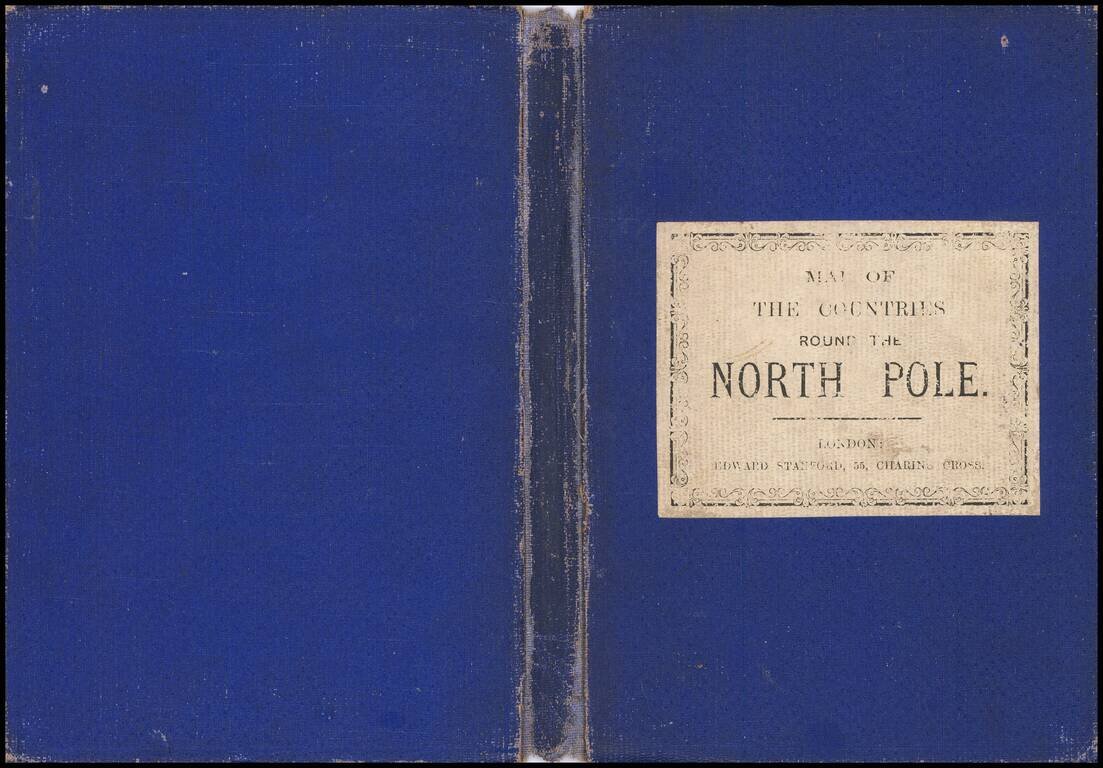 MAP OF
THE COUNTRIES
ROUND THE
NORTH POLE.
LONDON:
EDWARD STANFORD, 55, CHARING CROSS.